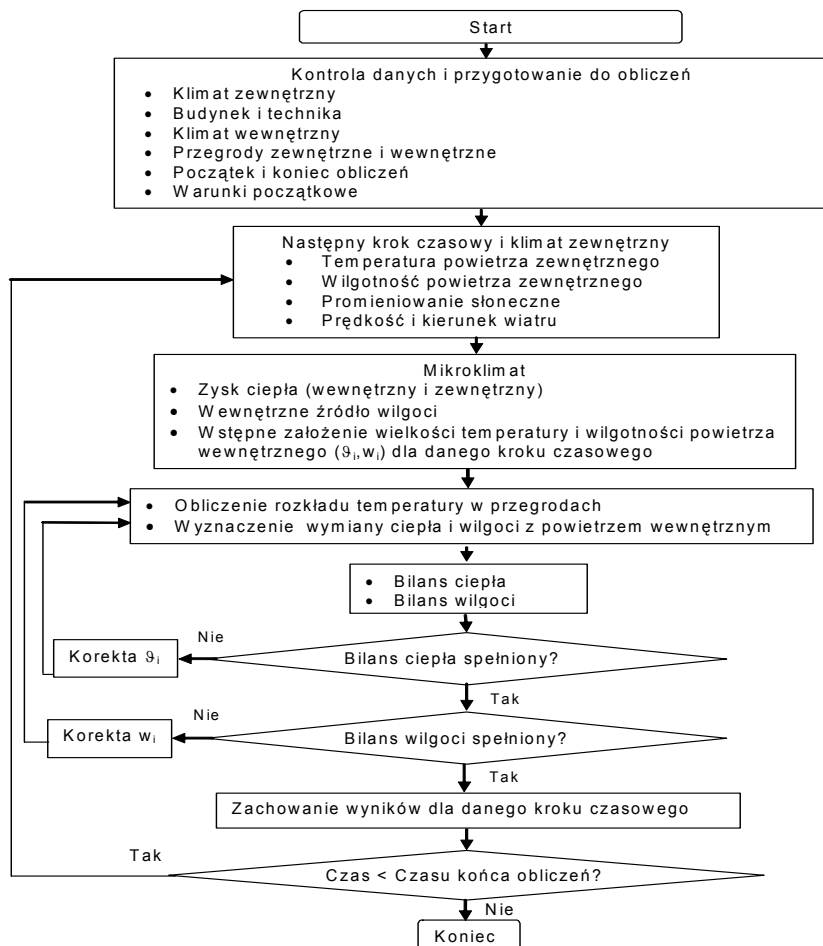 Start
Kontrola danych i przygotowanie do obliczeń
• Klimat zewnętrzny
• Budynek i technika
• Klimat wewnętrzny
• Przegrody zewnętrzne i wewnętrzne
• Początek i koniec obliczeń
• Warunki początkowe
Następny krok czasowy i klimat zewnętrzny
• Temperatura powietrza zewnętrznego
• Wilgotność powietrza zewnętrznego
• Promieniowanie słoneczne
• Prędkość i kierunek wiatru
Mikroklimat
• Zysk ciepła (wewnętrzny i zewnętrzny)
• Wewnętrzne źródło wilgoci
• Wstępne założenie wielkości temperatury i wilgotności powietrza
wewnętrznego (ϑi,wi) dla danego kroku czasowego
• Obliczenie rozkładu temperatury w przegrodach
• Wyznaczenie wymiany ciepła i wilgoci z powietrzem wewnętrznym
• Bilans ciepła
• Bilans wilgoci
Nie
Korekta ϑi
Bilans ciepła spełniony?
Tak
Nie
Korekta wi
Bilans wilgoci spełniony?
Tak
Zachowanie wyników dla danego kroku czasowego
Tak
Czas < Czasu końca obliczeń?
Nie
Koniec